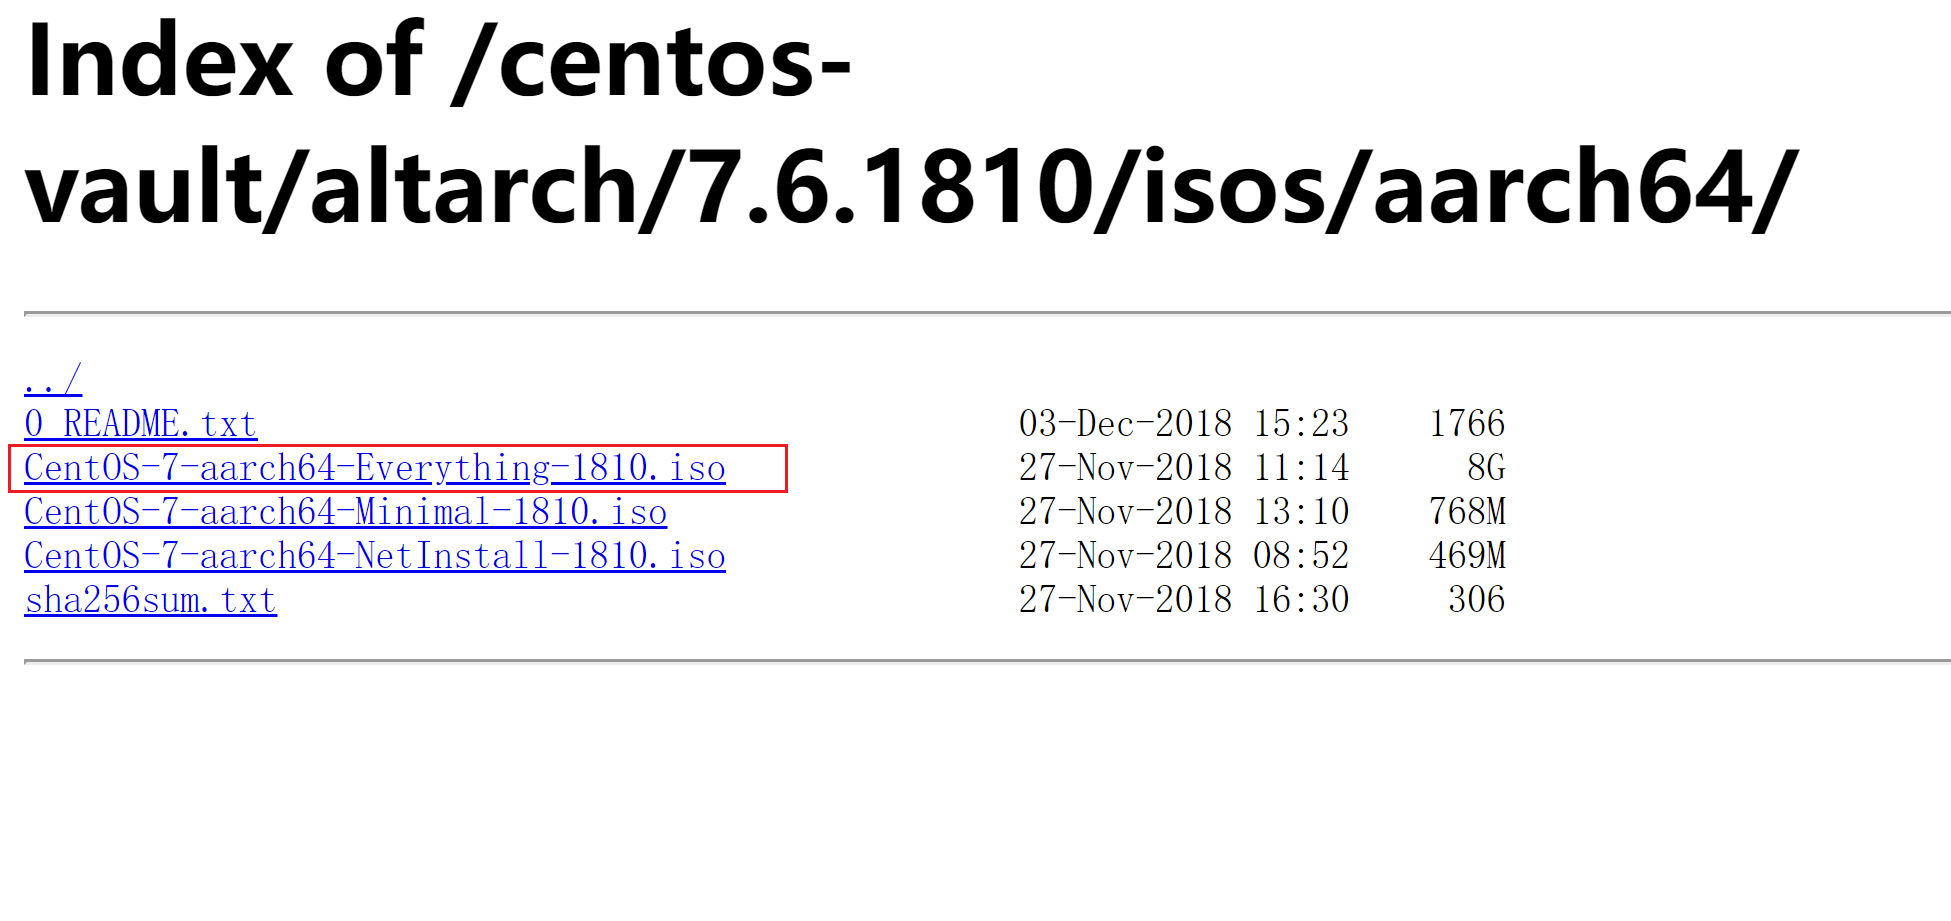 Index of /centos-
vault/altarch/7.6.1810/isos/aarch64/
../
0_README.txt 03-Dec-2018 15:23 1766
CentOS-7-aarch64-Everything-1810.iso 27-Nov-2018 11:14 8G
CentOS-7-aarch64-Minimal-1810.iso 27-Nov-2018 13:10 768M
CentOS-7-aarch64-NetInstall-1810.iso 27-Nov-2018 08:52 469M
sha256sum.txt 27-Nov-2018 16:30 306